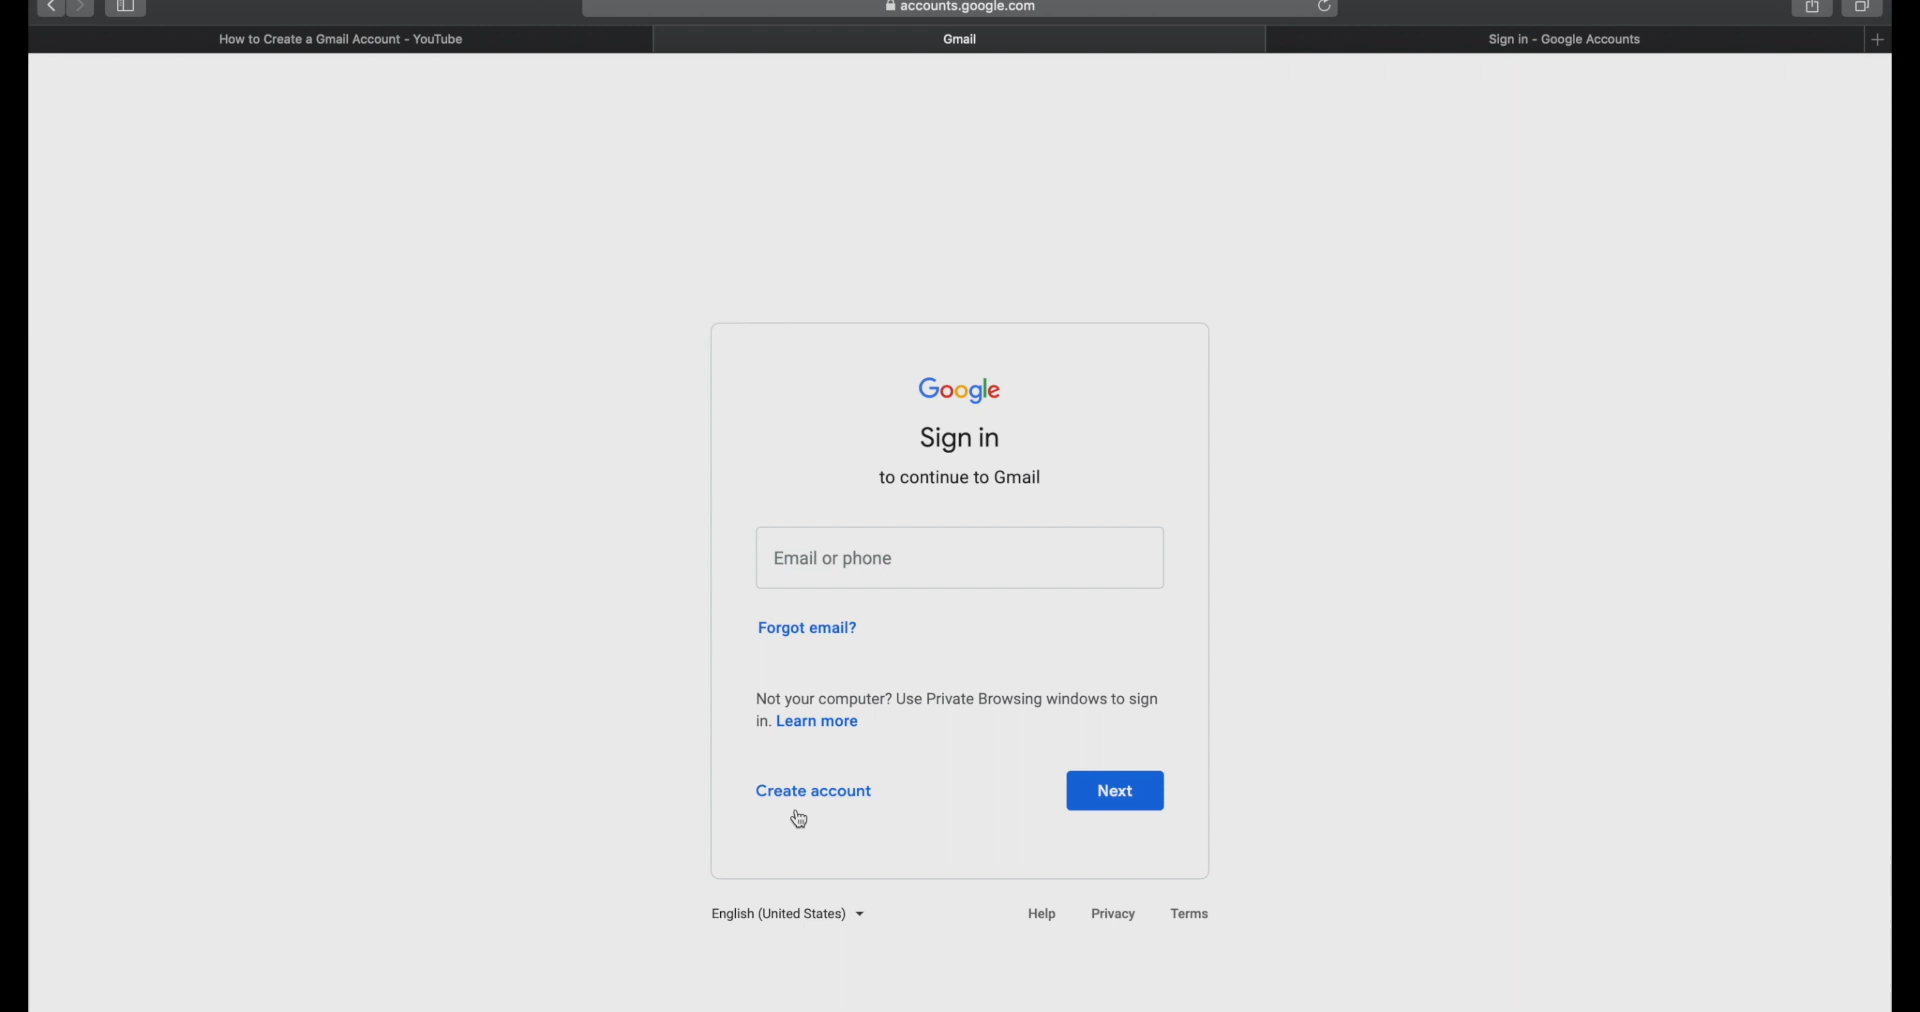 accounts.google.com
How to Create a Gmail Account - YouTube
Gmail
Sign in - Google Accounts
Google
Sign in
to continue to Gmail
Email or phone
Forgot email?
Not your computer? Use Private Browsing windows to sign
in. Learn more
Create account
Next
English (United States)
Help
Privacy
Terms